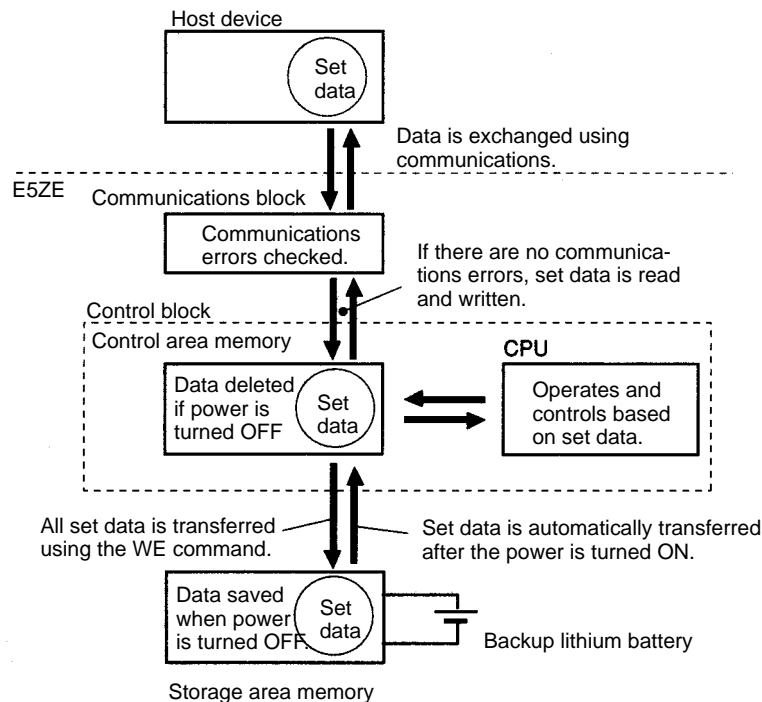 Host device
Set
data
Data is exchanged using
communications.
E5ZE
Communications block
Communications
errors checked.
If there are no communica-
tions errors, set data is read
and written.
Control block
Control area memory
Data deleted
if power is
turned OFF
Set
data
CPU
Operates and
controls based
on set data.
All set data is transferred
using the WE command.
Set data is automatically transferred
after the power is turned ON.
Data saved
when power
is turned OFF.
Set
data
Backup lithium battery
Storage area memory